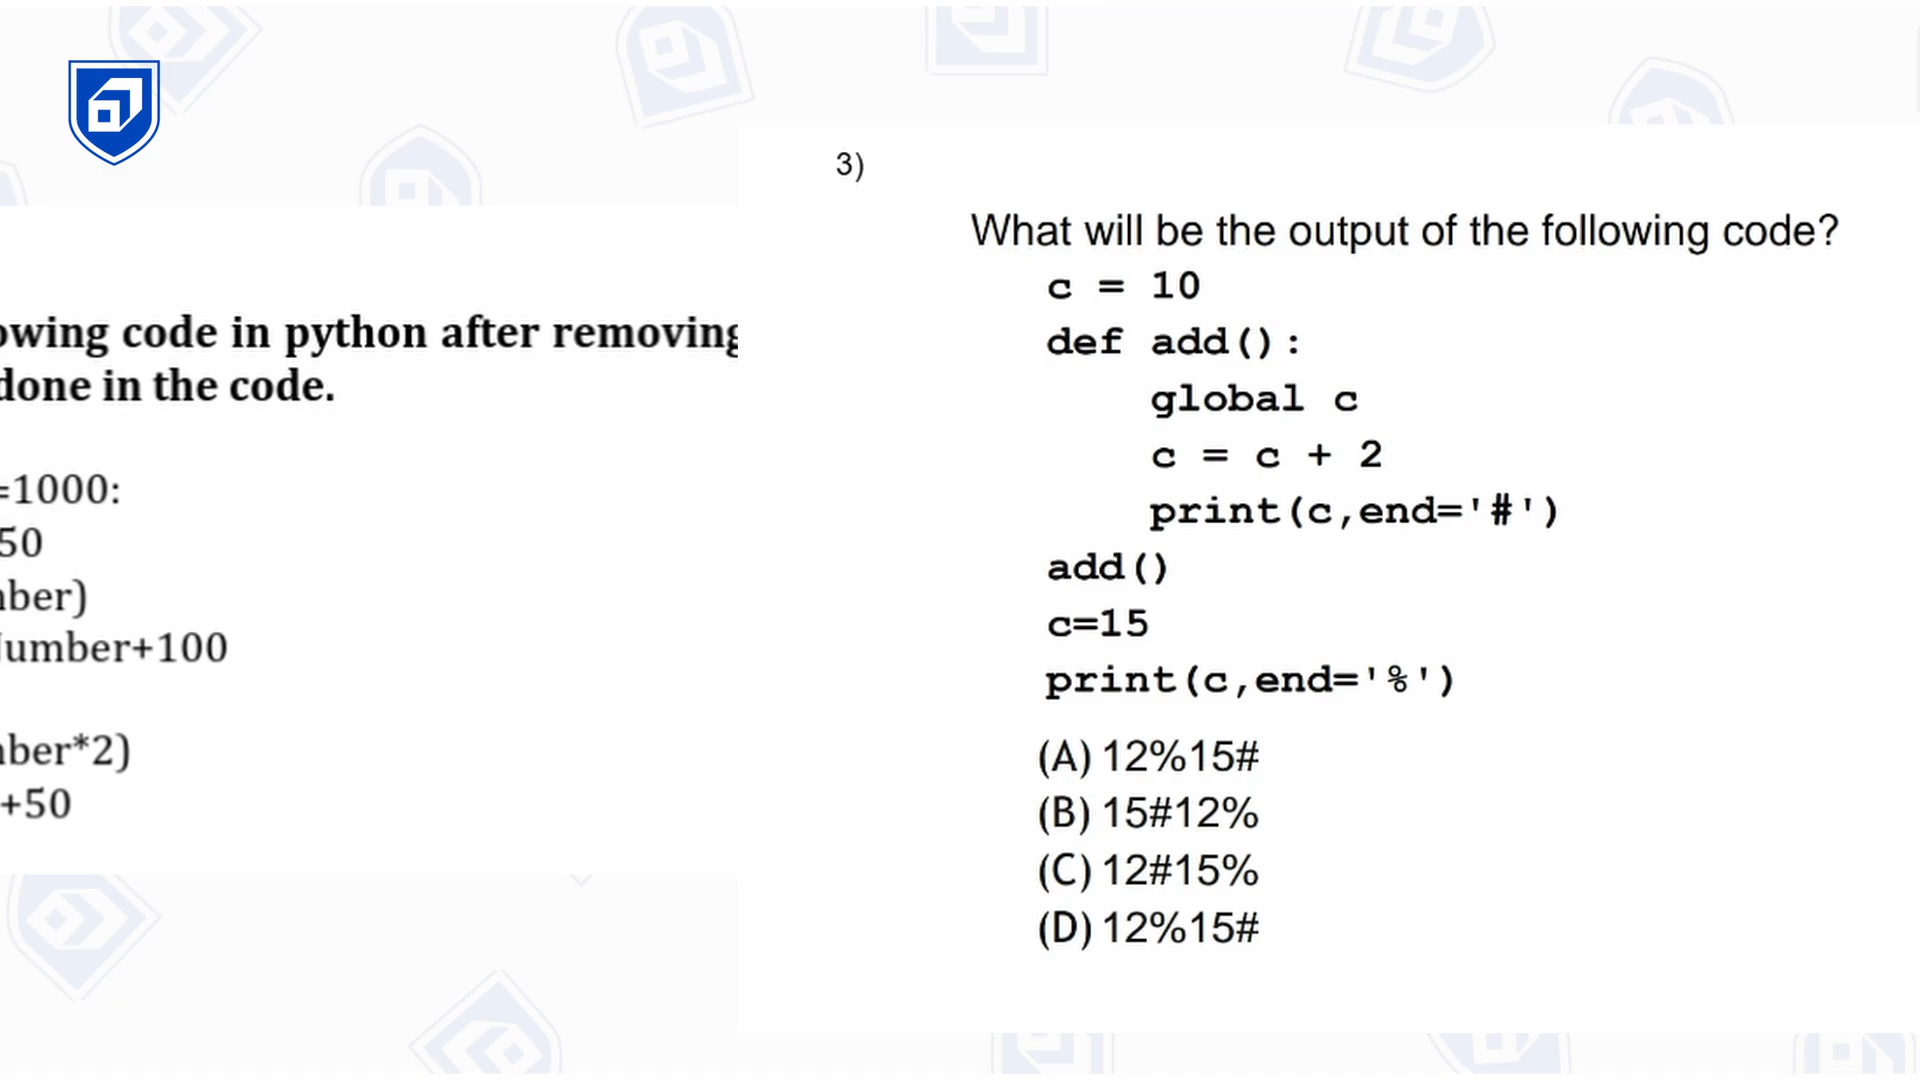 owing code in python after removing
done in the code.
=1000:
50
ber)
umber+100
ber*2)
+50
3)
What will be the output of the following code?
c = 10
def add():
global c
c = c + 2
print(c,end='#')
add()
c=15
print(c,end='%')
(A) 12%15#
(B) 15#12%
(C) 12#15%
(D) 12%15#